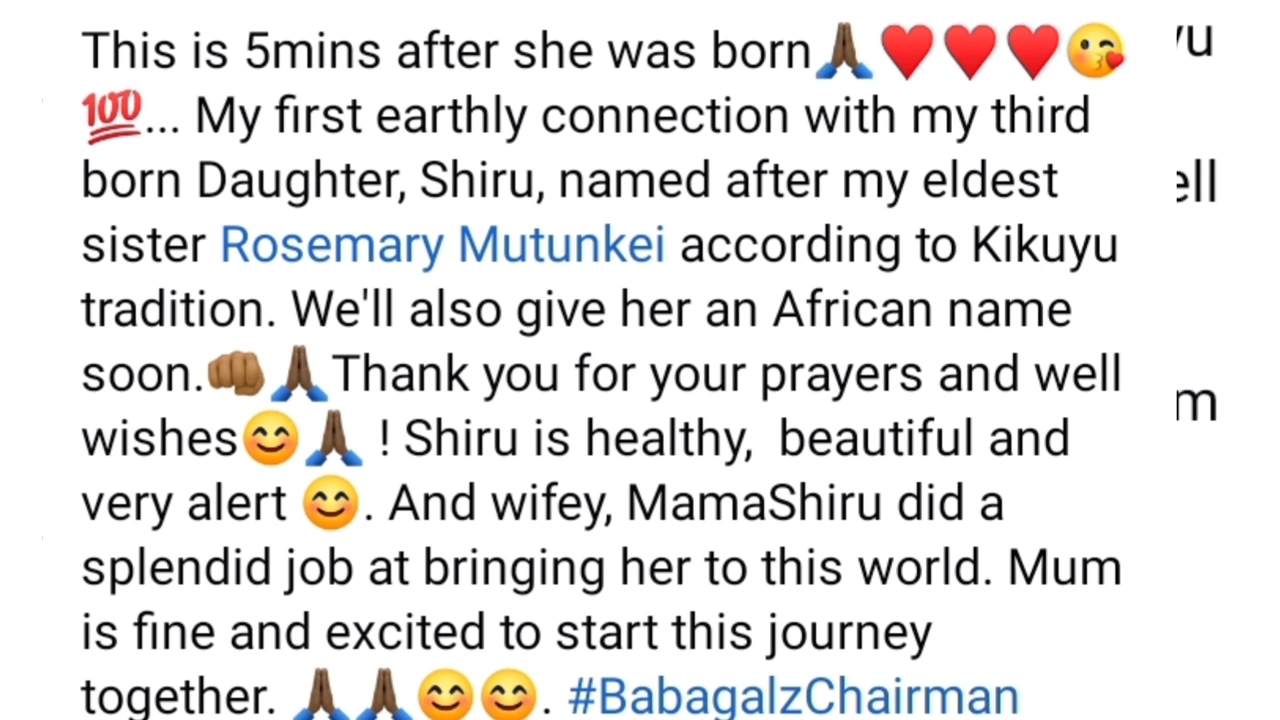 This is 5mins after she was born🙏🏾❤️❤️❤️😘
💯... My first earthly connection with my third
born Daughter, Shiru, named after my eldest
sister Rosemary Mutunkei according to Kikuyu
tradition. We'll also give her an African name
soon.👊🏾🙏🏾Thank you for your prayers and well
wishes😊🙏🏾 ! Shiru is healthy,  beautiful and
very alert 😊. And wifey, MamaShiru did a
splendid job at bringing her to this world. Mum
is fine and excited to start this journey
together. 🙏🏾🙏🏾😊😊. #BabagalzChairman
yu
ell
m